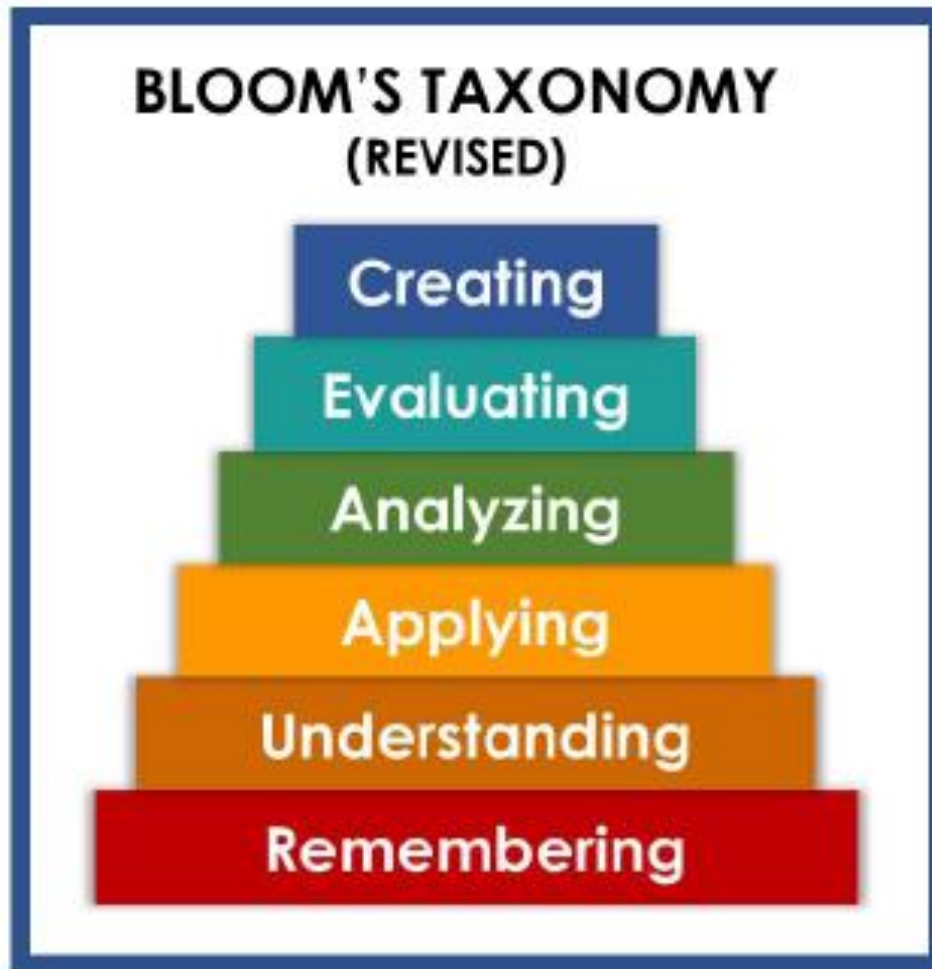 BLOOM'S TAXONOMY
(REVISED)
Creating
Evaluating
Analyzing
Applying
Understanding
Remembering